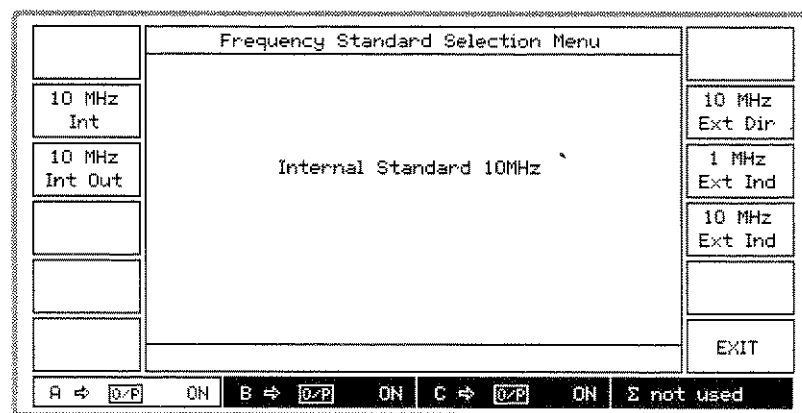 Frequency Standard Selection Menu
10 MHz
Int
10 MHz
Int Out
Internal Standard 10MHz
10 MHz
Ext Dir
1 MHz
Ext Ind
10 MHz
Ext Ind
EXIT
A ⇨ O/P ON B ⇨ O/P ON C ⇨ O/P ON Σ not used